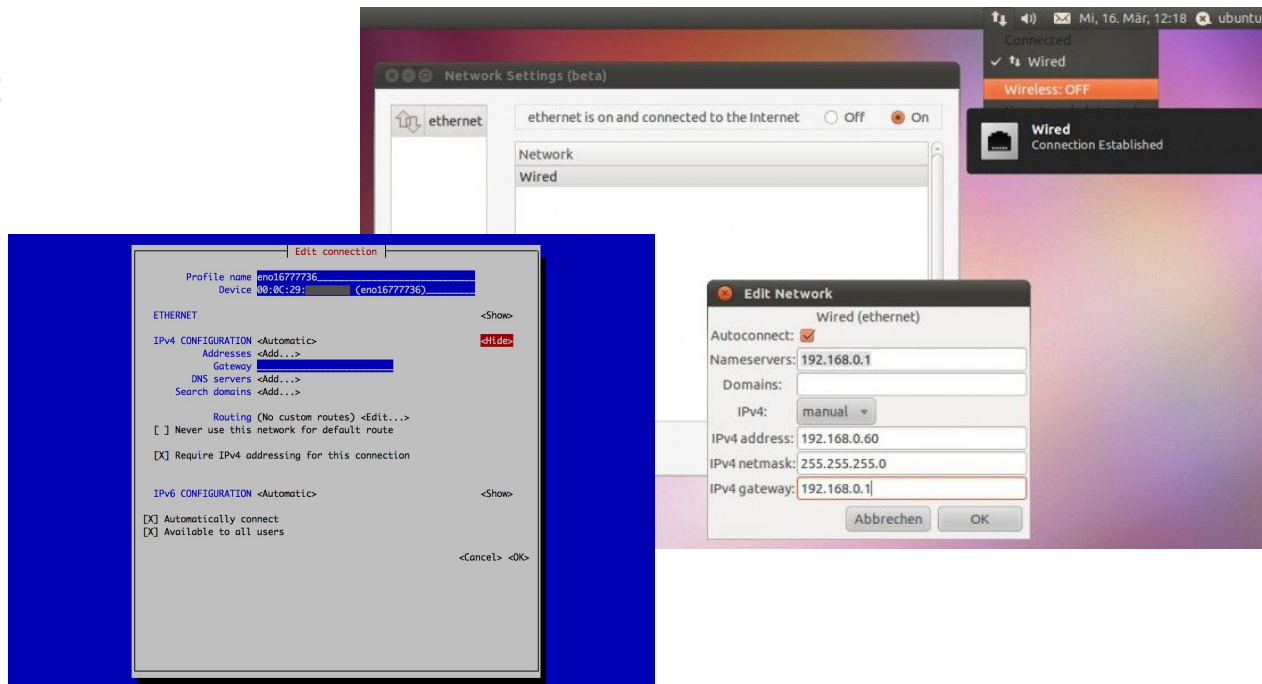 Mi, 16. Mär, 12:18 ubuntu
Connected
✓ Wired
Wireless: OFF
Wired
Connection Established
Network Settings (beta)
ethernet
ethernet is on and connected to the Internet Off On
Network
Wired
Edit Network
Wired (ethernet)
Autoconnect:
Nameservers: 192.168.0.1
Domains:
IPv4: manual
IPv4 address: 192.168.0.60
IPv4 netmask: 255.255.255.0
IPv4 gateway: 192.168.0.1
Abbrechen OK
Edit connection
Profile name eno16777736
Device 00:0C:29: (eno16777736)
ETHERNET <Show>
IPv4 CONFIGURATION <Automatic> <Hide>
Addresses <Add...>
Gateway
DNS servers <Add...>
Search domains <Add...>
Routing (No custom routes) <Edit...>
[ ] Never use this network for default route
[X] Require IPv4 addressing for this connection
IPv6 CONFIGURATION <Automatic> <Show>
[X] Automatically connect
[X] Available to all users
<Cancel> <OK>